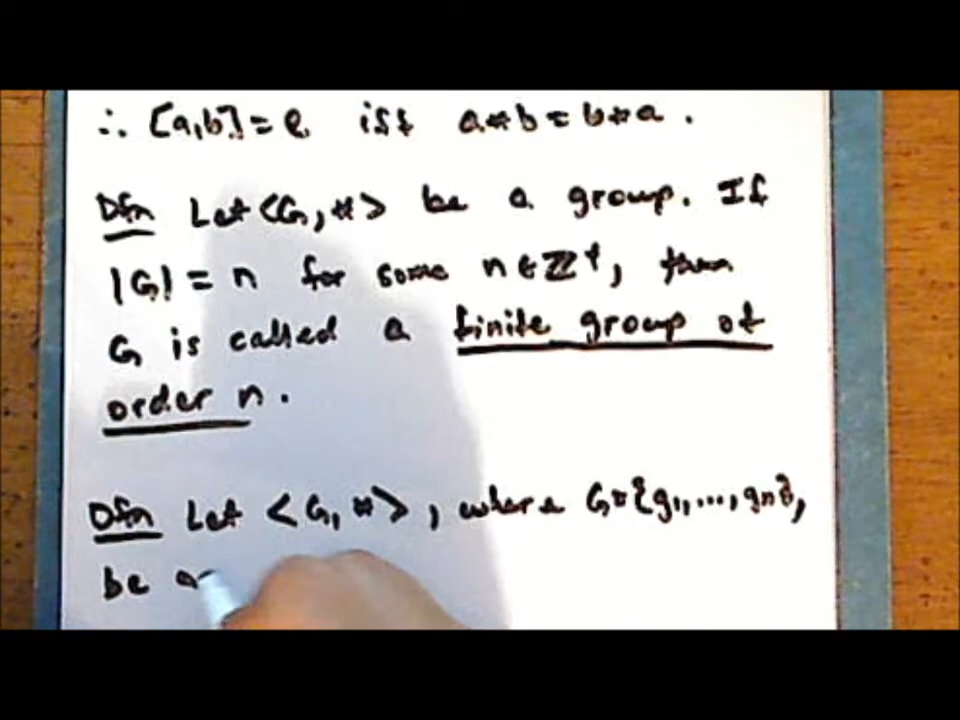 ∴ [a,b] = e iff a*b = b*a.
Dfn Let <G, *> be a group. If
|G| = n for some n ∈ ℤ⁺, then
G is called a finite group of
order n.
Dfn Let <G, *>, where G = {g₁, ..., gₙ},
be a